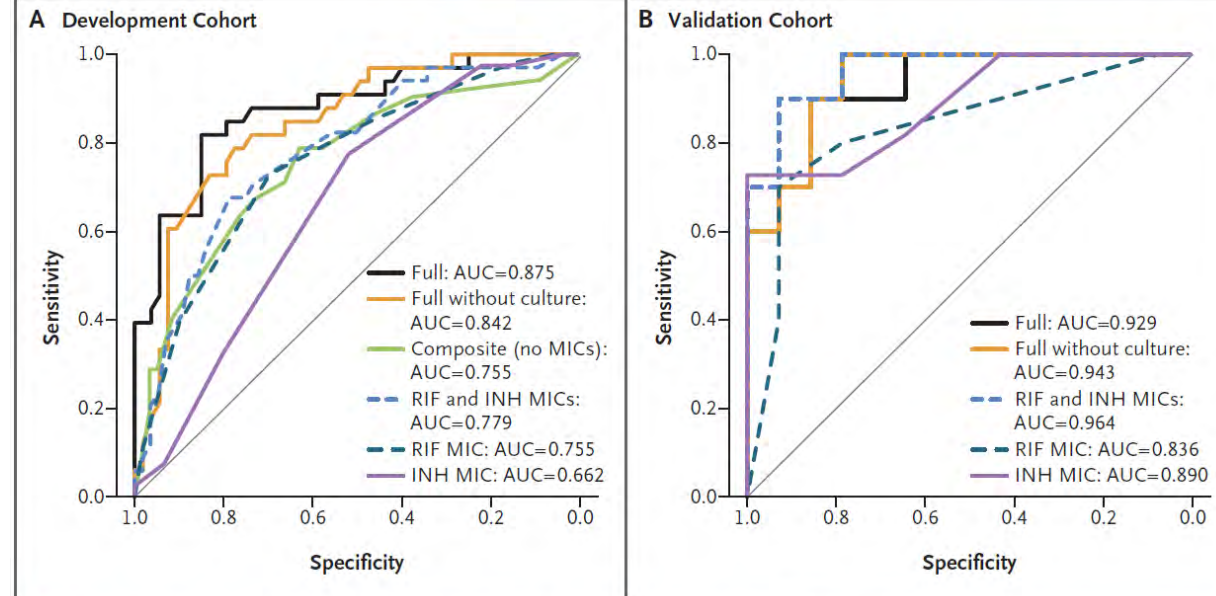 A Development Cohort
1.0
0.8
0.6
0.4
0.2
0.0
Sensitivity
Full: AUC=0.875
Full without culture:
AUC=0.842
Composite (no MICs):
AUC=0.755
RIF and INH MICs:
AUC=0.779
RIF MIC: AUC=0.755
INH MIC: AUC=0.662
1.0 0.8 0.6 0.4 0.2 0.0
Specificity
B Validation Cohort
1.0
0.8
0.6
0.4
0.2
0.0
Sensitivity
Full: AUC=0.929
Full without culture:
AUC=0.943
RIF and INH MICs:
AUC=0.964
RIF MIC: AUC=0.836
INH MIC: AUC=0.890
1.0 0.8 0.6 0.4 0.2 0.0
Specificity